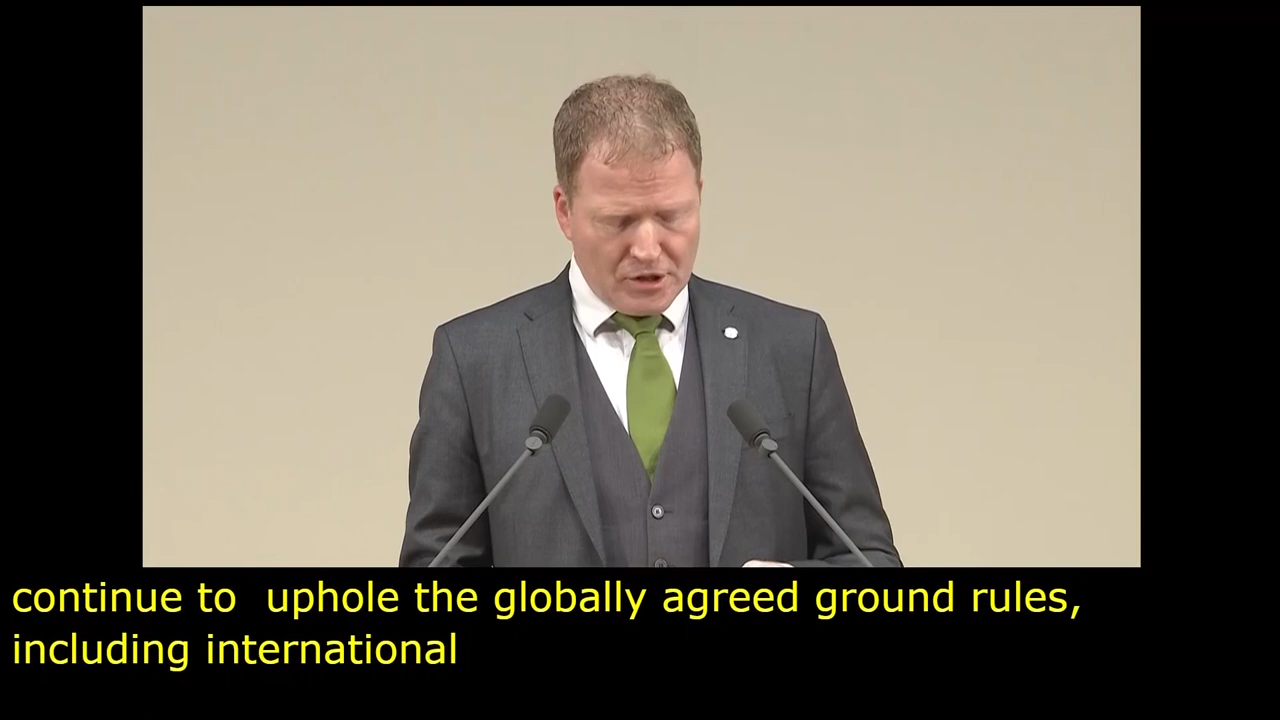 continue to  uphole the globally agreed ground rules,
including international